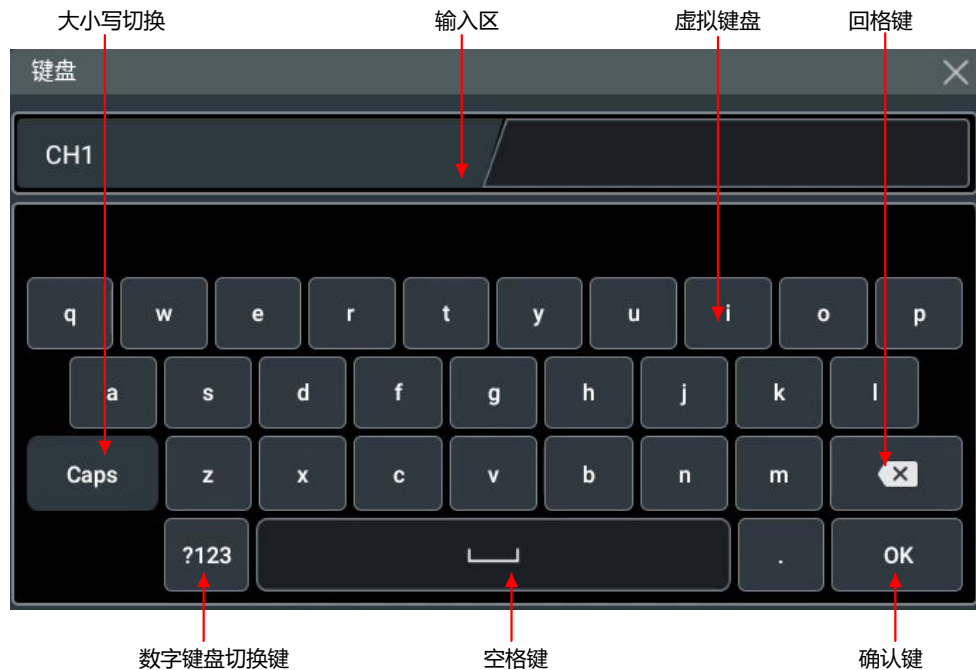 大小写切换 输入区 虚拟键盘 回格键
键盘
CH1
q w e r t y u i o p
a s d f g h j k l
Caps z x c v b n m
?123 . OK
数字键盘切换键 空格键 确认键